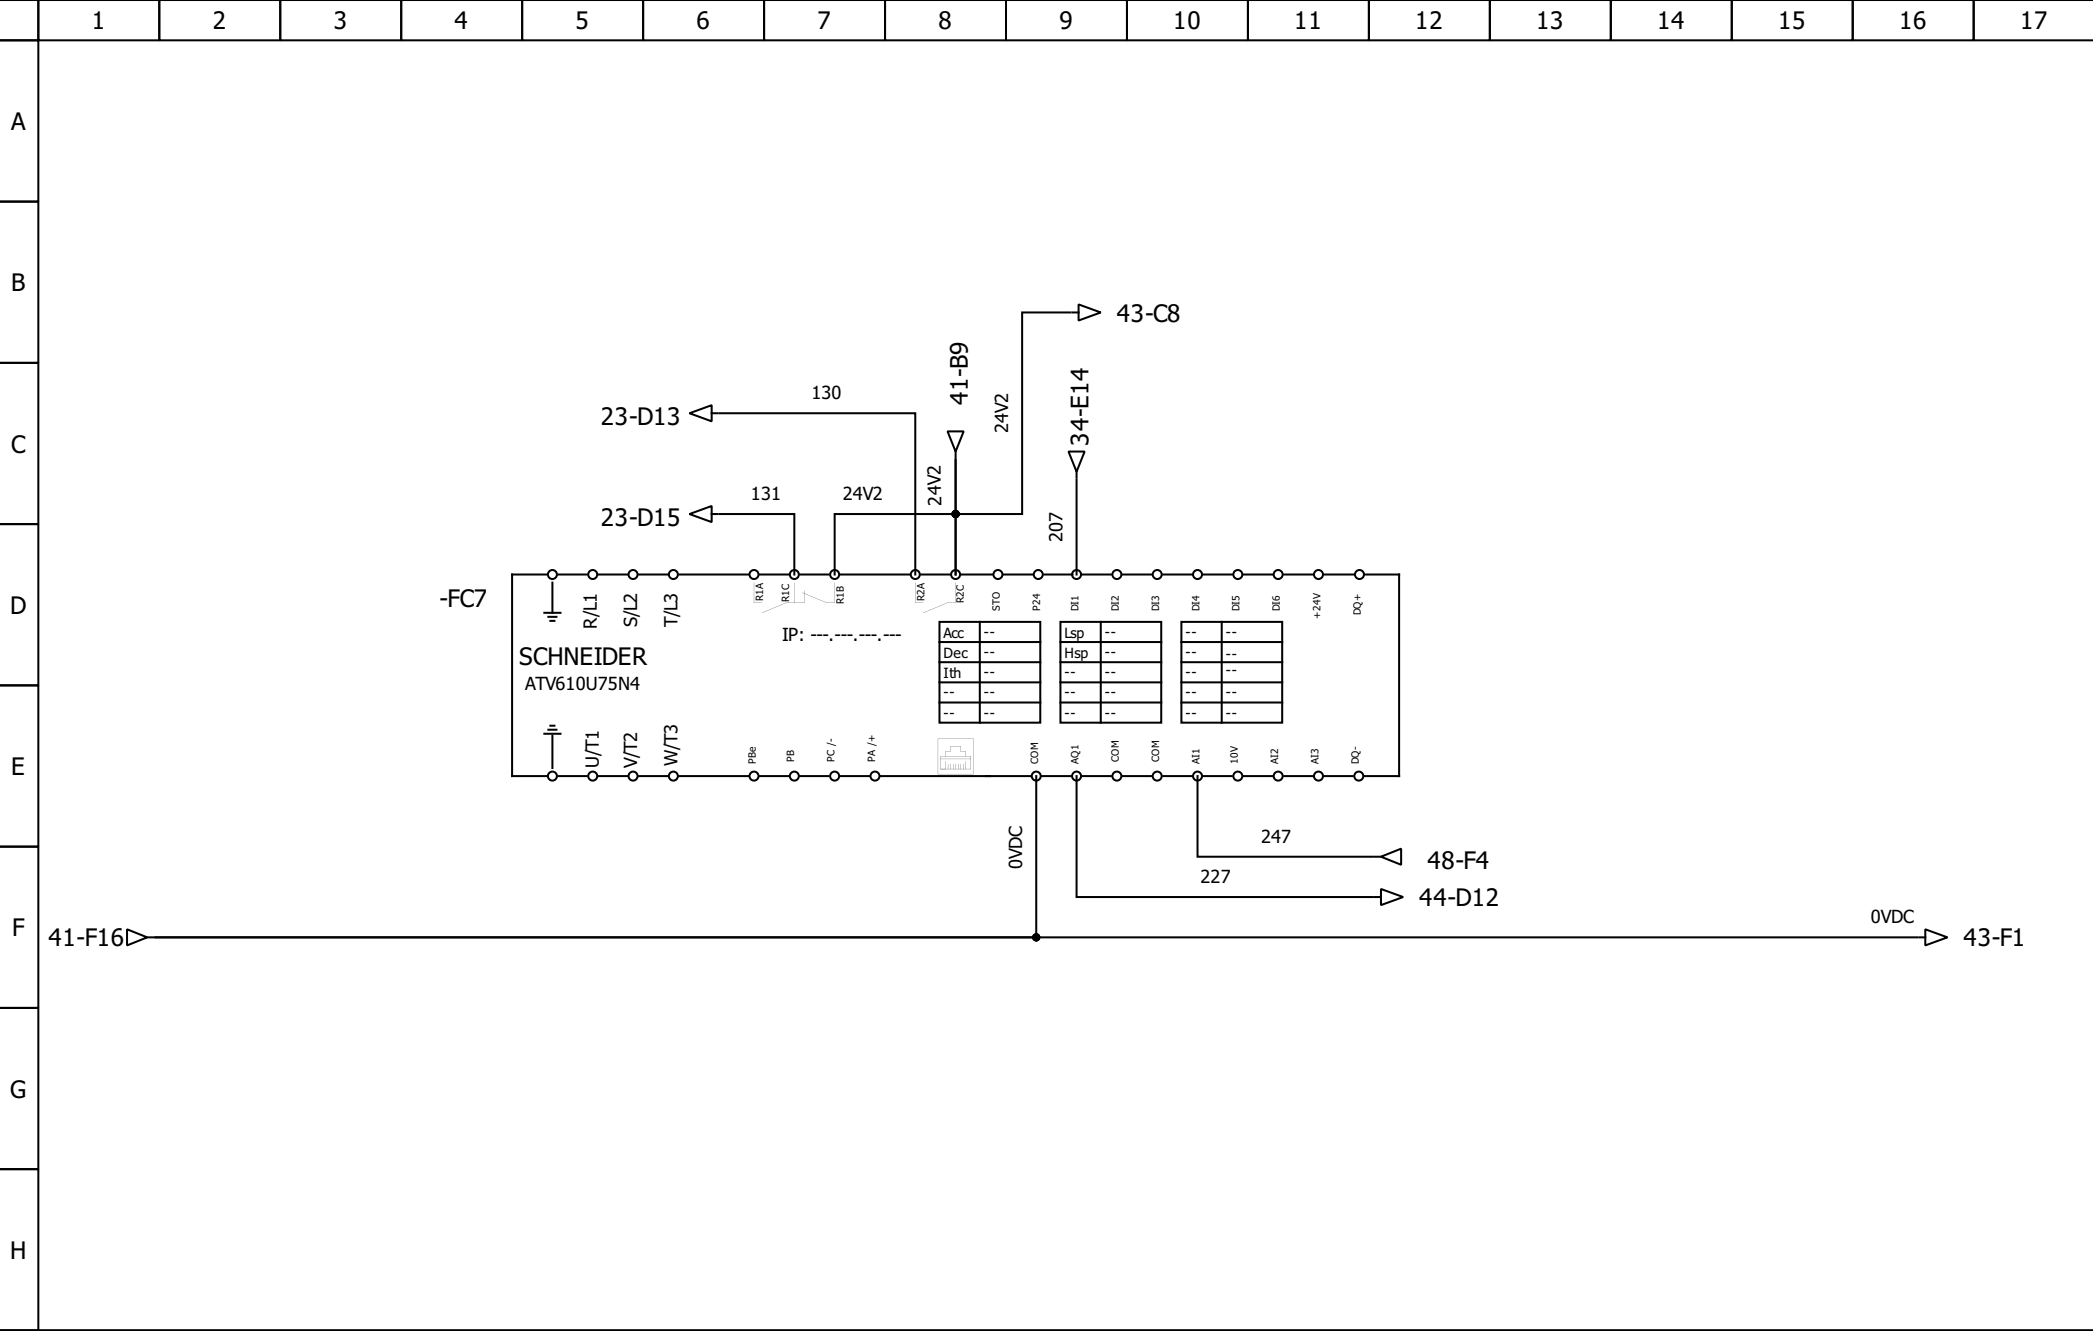 1 2 3 4 5 6 7 8 9 10 11 12 13 14 15 16 17
A
B
43-C8
41-B9
34-E14
24V2
130
23-D13
C
24V2
131 24V2
23-D15
207
D
-FC7
R/L1 S/L2 T/L3 R1A R1C R1B R2A R2C STO P24 DI1 DI2 DI3 DI4 DI5 DI6 +24V DQ+
IP: ---.---.---.---
Acc -- Lsp -- -- --
Dec -- Hsp -- -- --
Ith -- -- -- -- --
-- -- -- -- -- --
-- -- -- -- -- --
SCHNEIDER
ATV610U75N4
E
U/T1 V/T2 W/T3 PBe PB PC /- PA /+ COM AQ1 COM COM AI1 10V AI2 AI3 DQ-
0VDC
247
48-F4
227
44-D12
F
41-F16
0VDC
43-F1
G
H